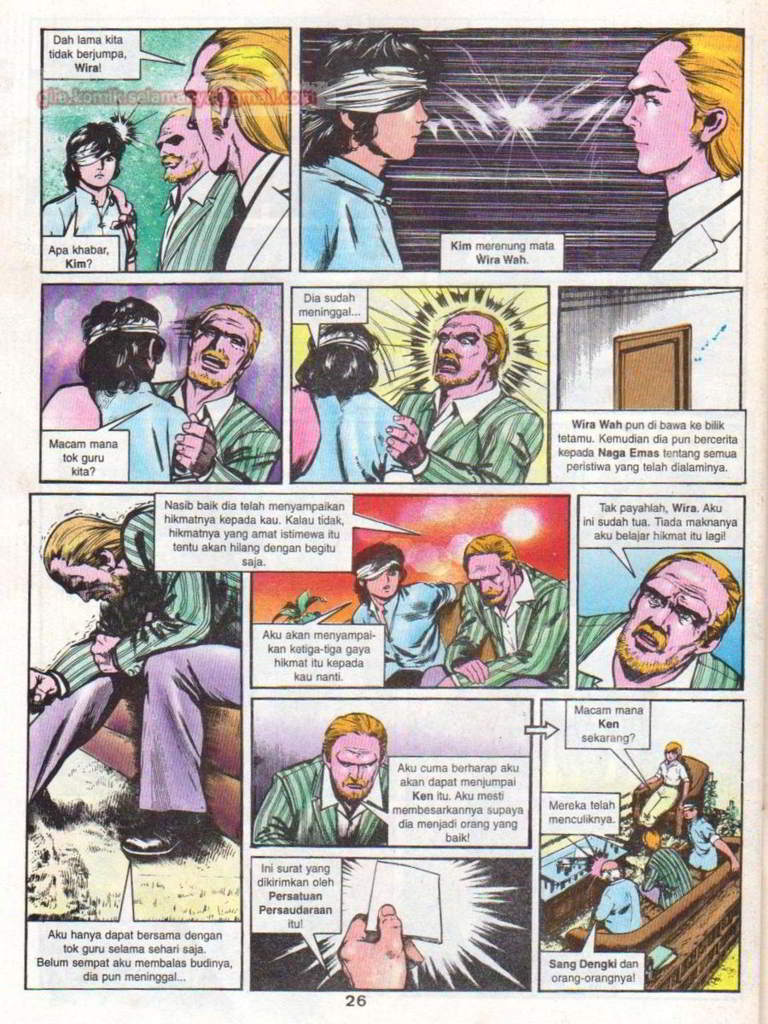 Dah lama kita
tidak berjumpa,
Wira!
Apa khabar,
Kim?
Kim merenung mata
Wira Wah.
Macam mana
tok guru
kita?
Dia sudah
meninggal...
Wira Wah pun di bawa ke bilik
tetamu. Kemudian dia pun bercerita
kepada Naga Emas tentang semua
peristiwa yang telah dialaminya.
Aku hanya dapat bersama dengan
tok guru selama sehari saja.
Belum sempat aku membalas budinya,
dia pun meninggal...
Nasib baik dia telah menyampaikan
hikmatnya kepada kau. Kalau tidak,
hikmatnya yang amat istimewa itu
tentu akan hilang dengan begitu
saja.
Aku akan menyampai-
kan ketiga-tiga gaya
hikmat itu kepada
kau nanti.
Tak payahlah, Wira. Aku
ini sudah tua. Tiada maknanya
aku belajar hikmat itu lagi!
Aku cuma berharap aku
akan dapat menjumpai
Ken itu. Aku mesti
membesarkannya supaya
dia menjadi orang yang
baik!
Macam mana
Ken
sekarang?
Mereka telah
menculiknya.
Sang Dengki dan
orang-orangnya!
Ini surat yang
dikirimkan oleh
Persatuan
Persaudaraan
itu!
26